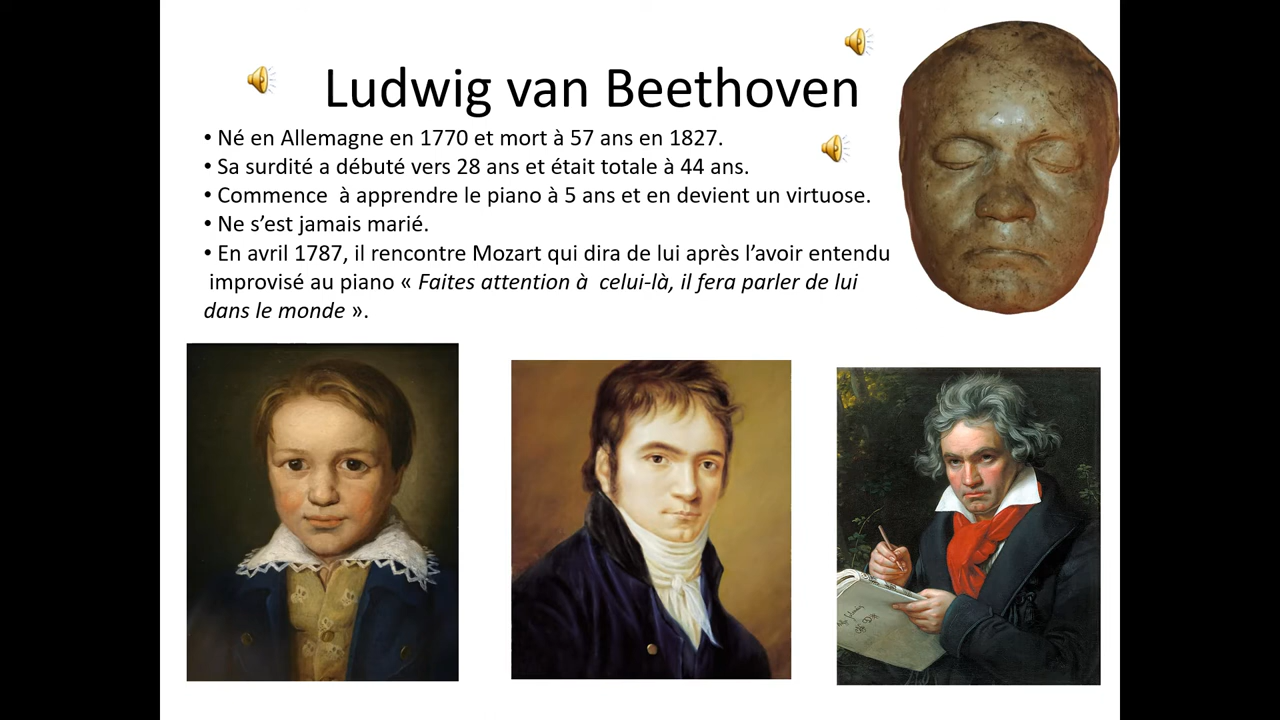 Ludwig van Beethoven
• Né en Allemagne en 1770 et mort à 57 ans en 1827.
• Sa surdité a débuté vers 28 ans et était totale à 44 ans.
• Commence  à apprendre le piano à 5 ans et en devient un virtuose.
• Ne s’est jamais marié.
• En avril 1787, il rencontre Mozart qui dira de lui après l’avoir entendu
improvisé au piano « Faites attention à  celui-là, il fera parler de lui
dans le monde ».